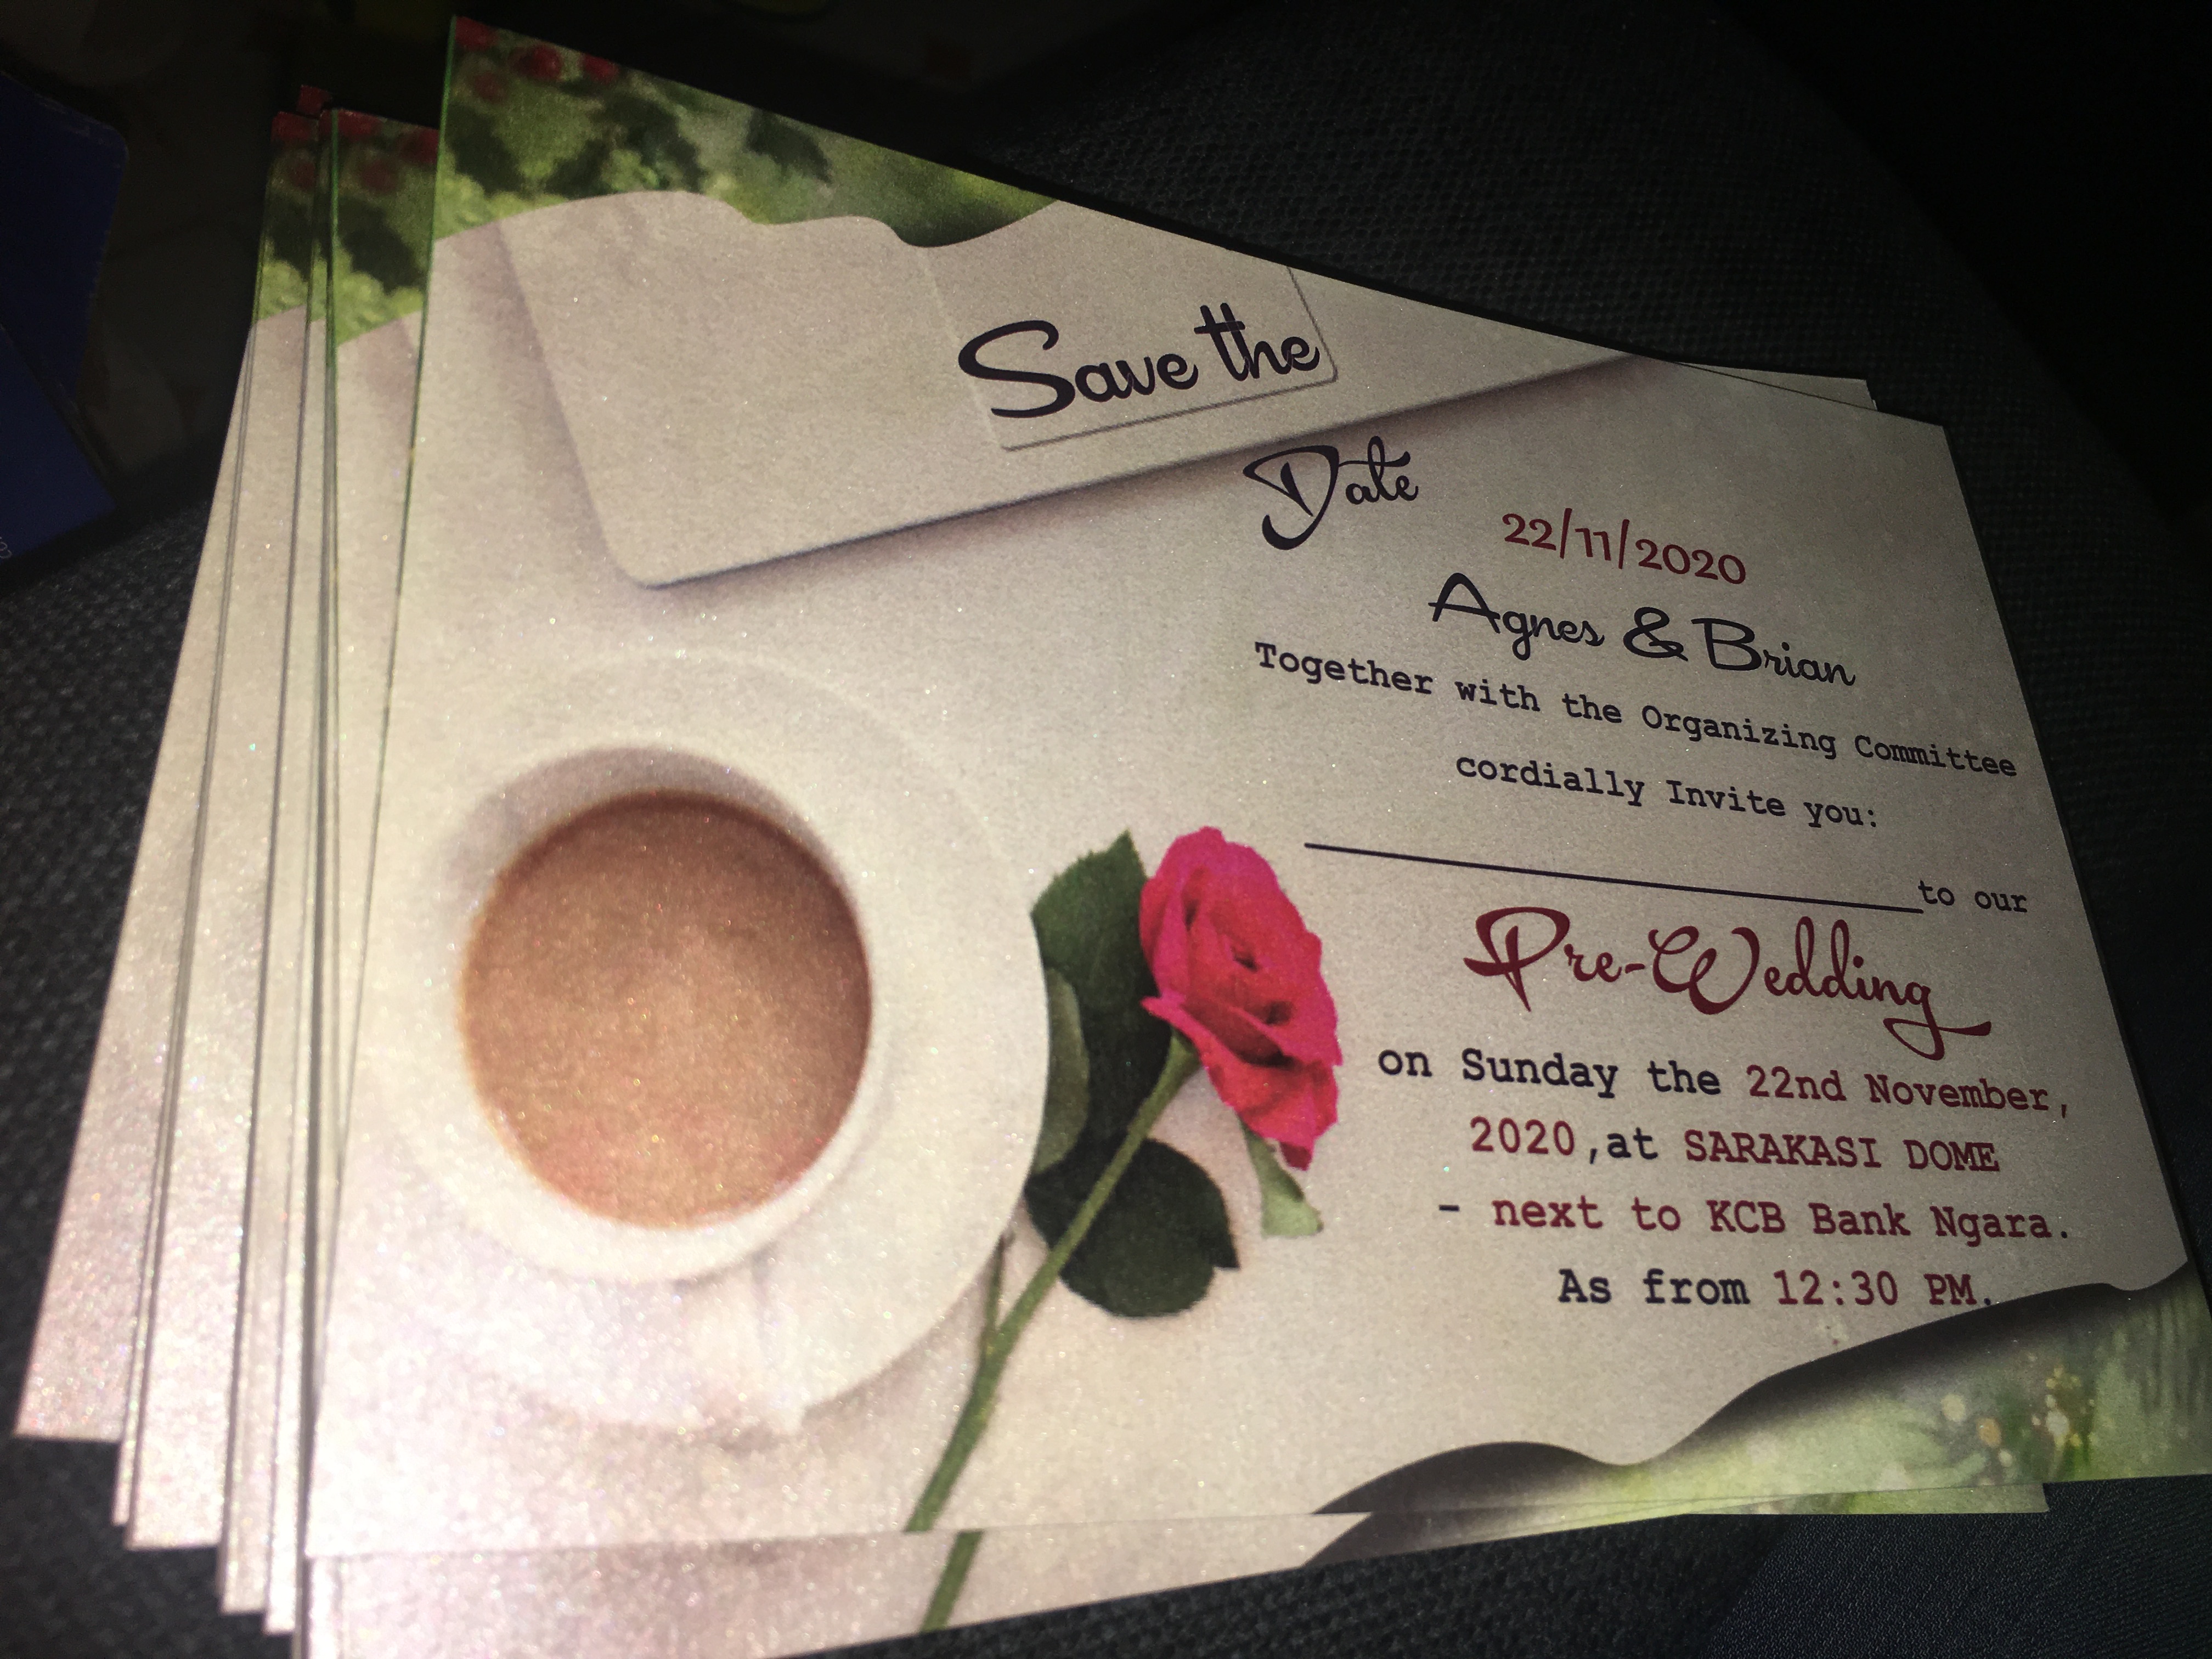 Save the
Date
22/11/2020
Agnes & Brian
Together with the Organizing Committee
cordially Invite you:
to our
Pre-Wedding
on Sunday the 22nd November,
2020,at SARAKASI DOME
- next to KCB Bank Ngara.
As from 12:30 PM.